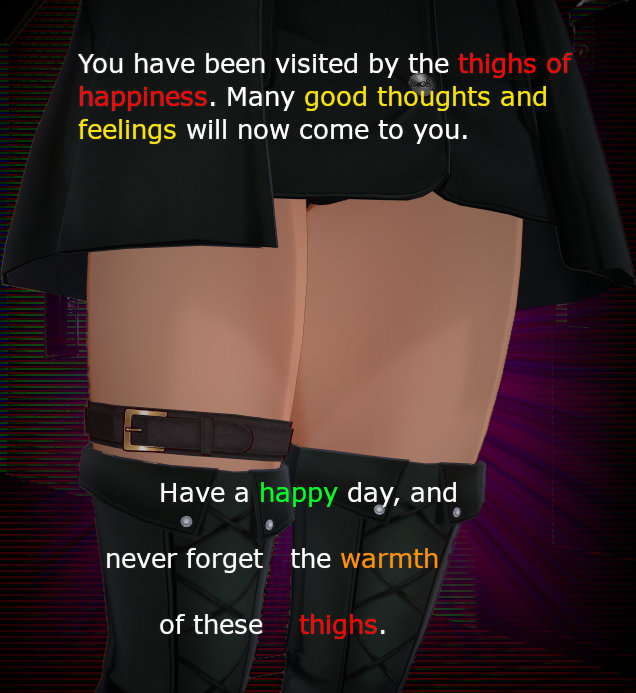 You have been visited by the thighs of
happiness. Many good thoughts and
feelings will now come to you.
Have a happy day, and
never forget the warmth
of these thighs.